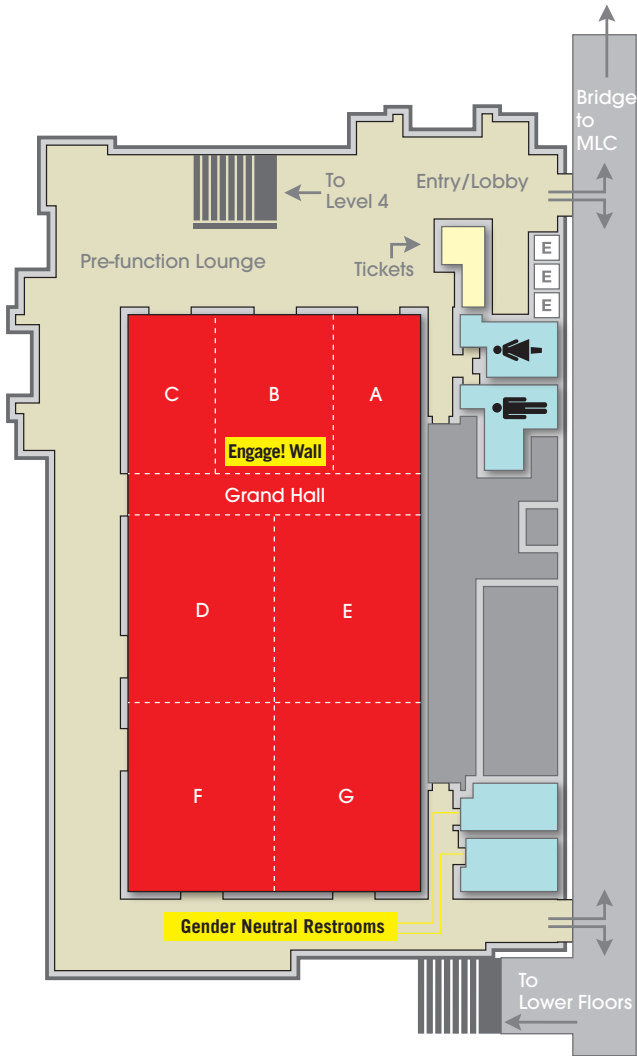 Bridge
to
MLC
To
Level 4
Entry/Lobby
Pre-function Lounge
Tickets
E
E
E
C
B
A
Engage! Wall
Grand Hall
D
E
F
G
Gender Neutral Restrooms
To
Lower Floors